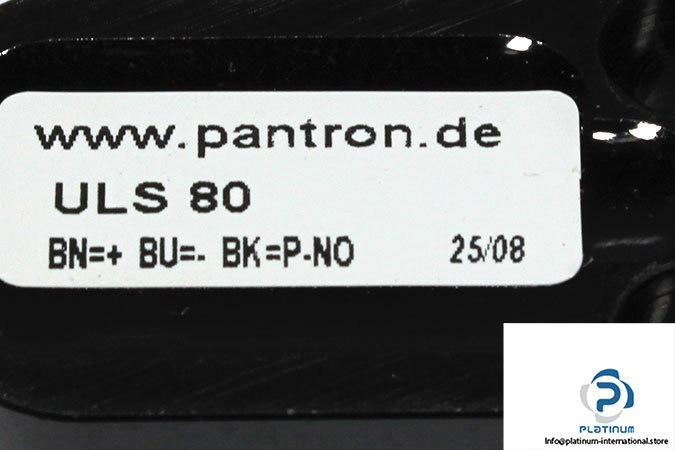 www.pantron.de
ULS 80
BN=+ BU=- BK=P-NO 25/08
PLATINUM
Info@platinum-international.store